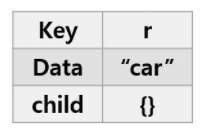 Key r
Data “car”
child {}